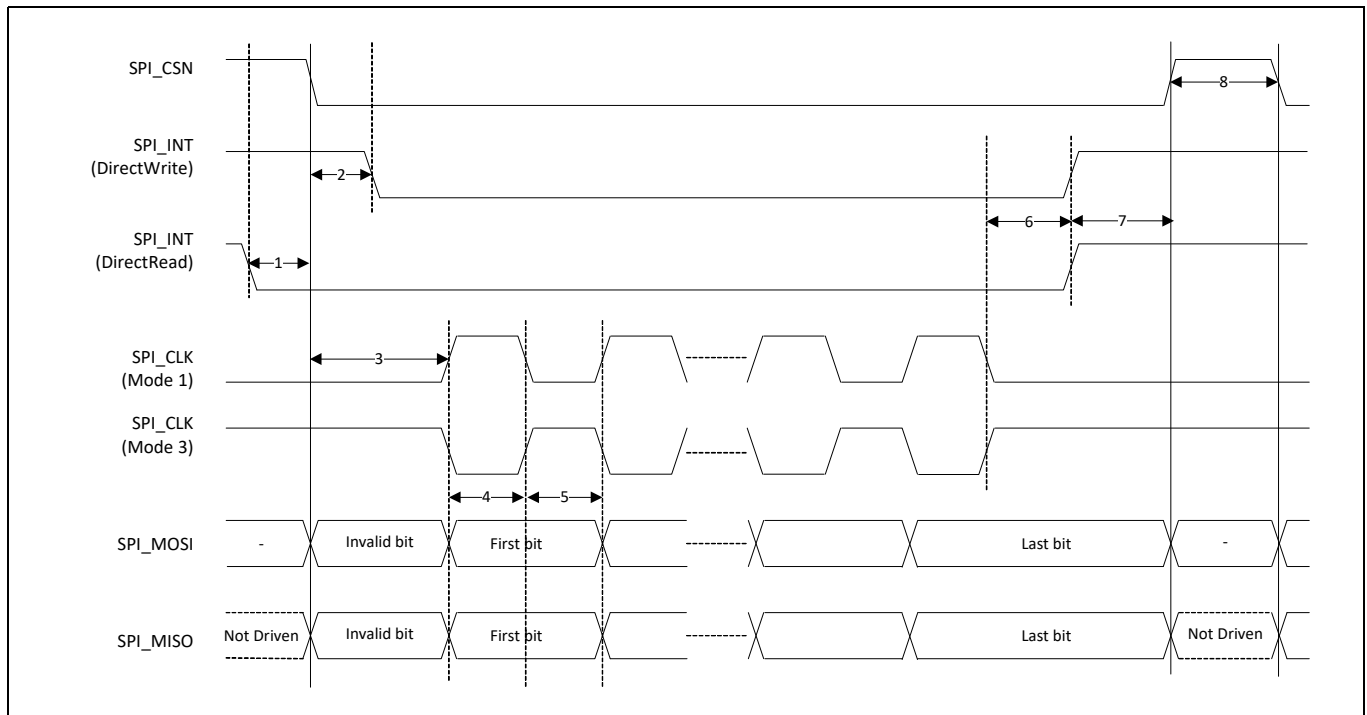 SPI_CSN
8
SPI_INT
(DirectWrite)
2
6
7
SPI_INT
(DirectRead)
1
SPI_CLK
(Mode 1)
3
SPI_CLK
(Mode 3)
4
5
SPI_MOSI
-
Invalid bit
First bit
Last bit
-
SPI_MISO
Not Driven
Invalid bit
First bit
Last bit
Not Driven